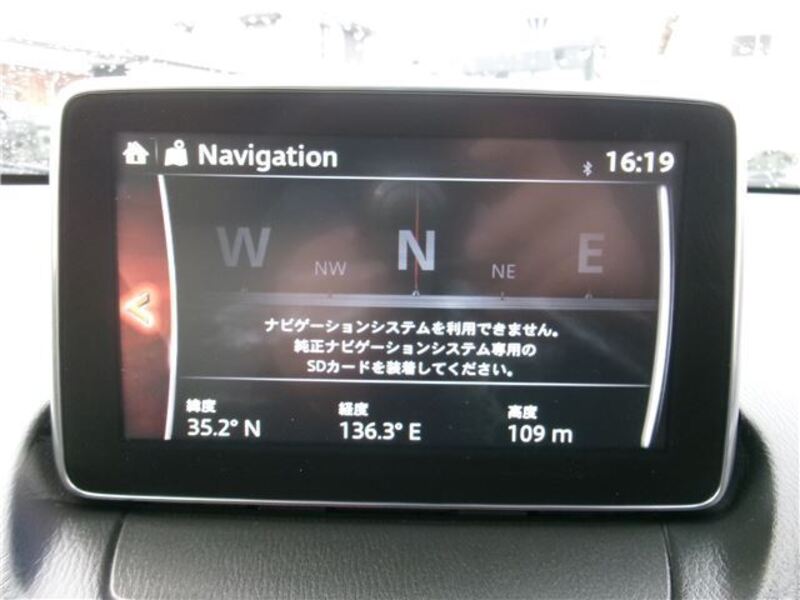 Navigation
16:19
W NW N NE E
ナビゲーションシステムを利用できません。
純正ナビゲーションシステム専用の
SDカードを装着してください。
緯度 経度 高度
35.2° N 136.3° E 109 m